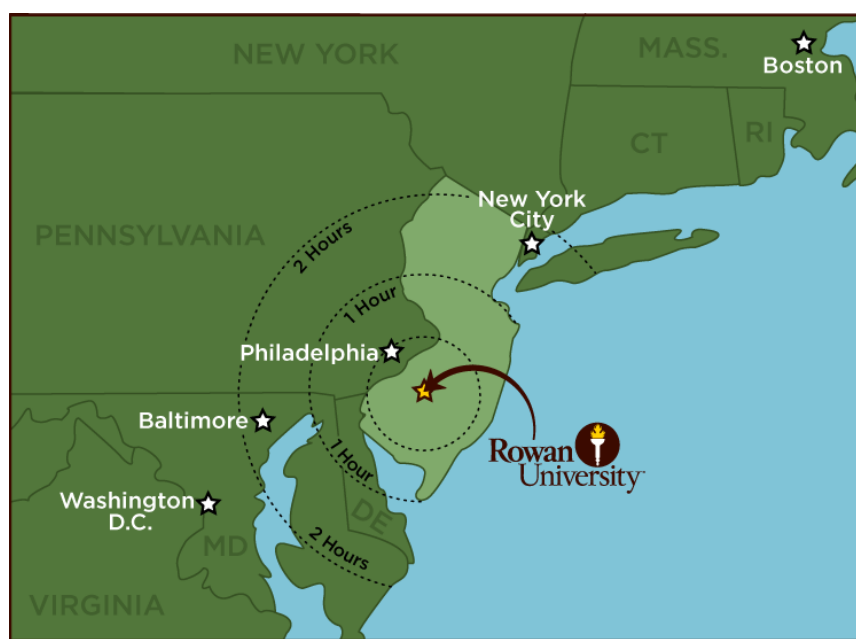 NEW YORK
MASS.
Boston
CT
RI
New York
City
PENNSYLVANIA
2 Hours
1 Hour
Philadelphia
Baltimore
Rowan
University
1 Hour
Washington
D.C.
DE
MD
2 Hours
VIRGINIA